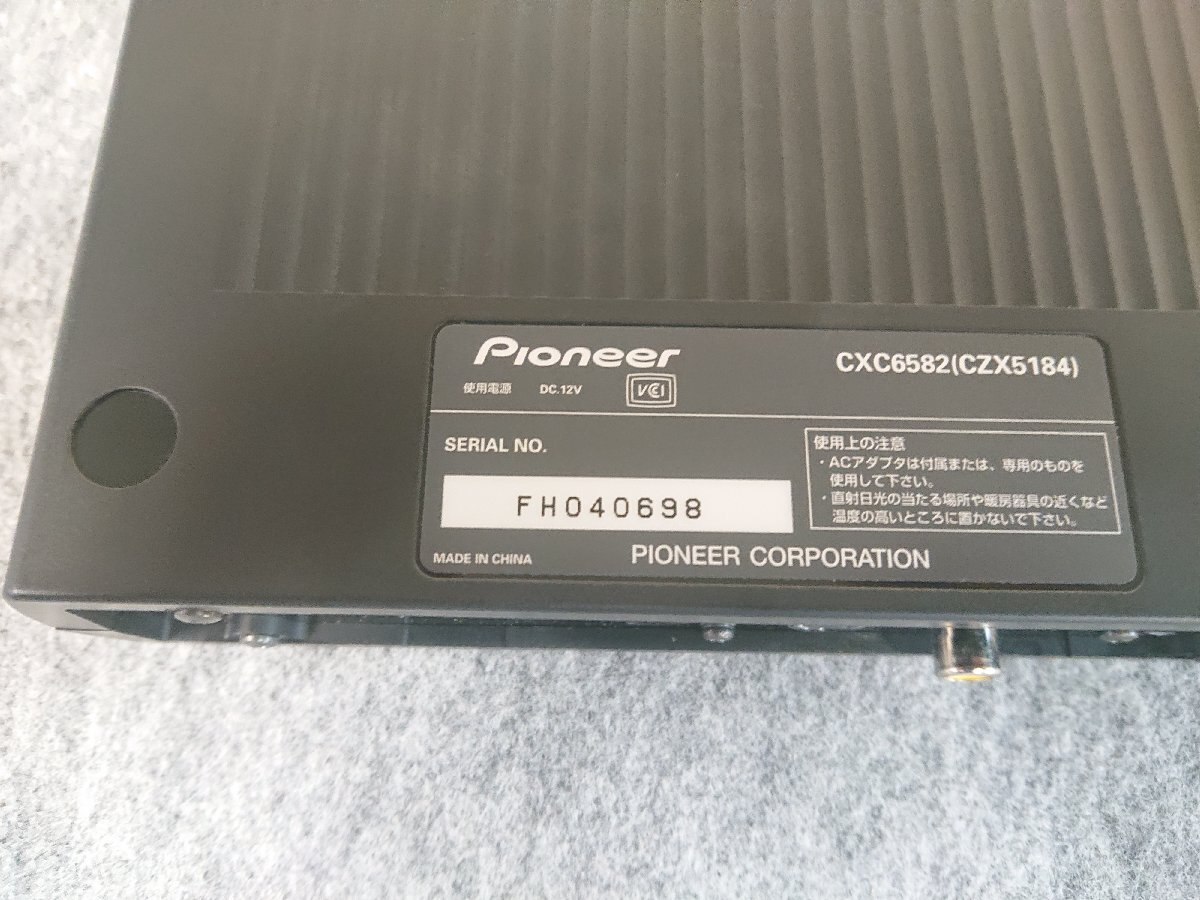 Pioneer
CXC6582(CZX5184)
使用電源 DC.12V VCI
SERIAL NO.
FH040698
使用上の注意
・ACアダプタは付属または、専用のものを
使用して下さい。
・直射日光の当たる場所や暖房器具の近くなど
温度の高いところに置かないで下さい。
MADE IN CHINA
PIONEER CORPORATION